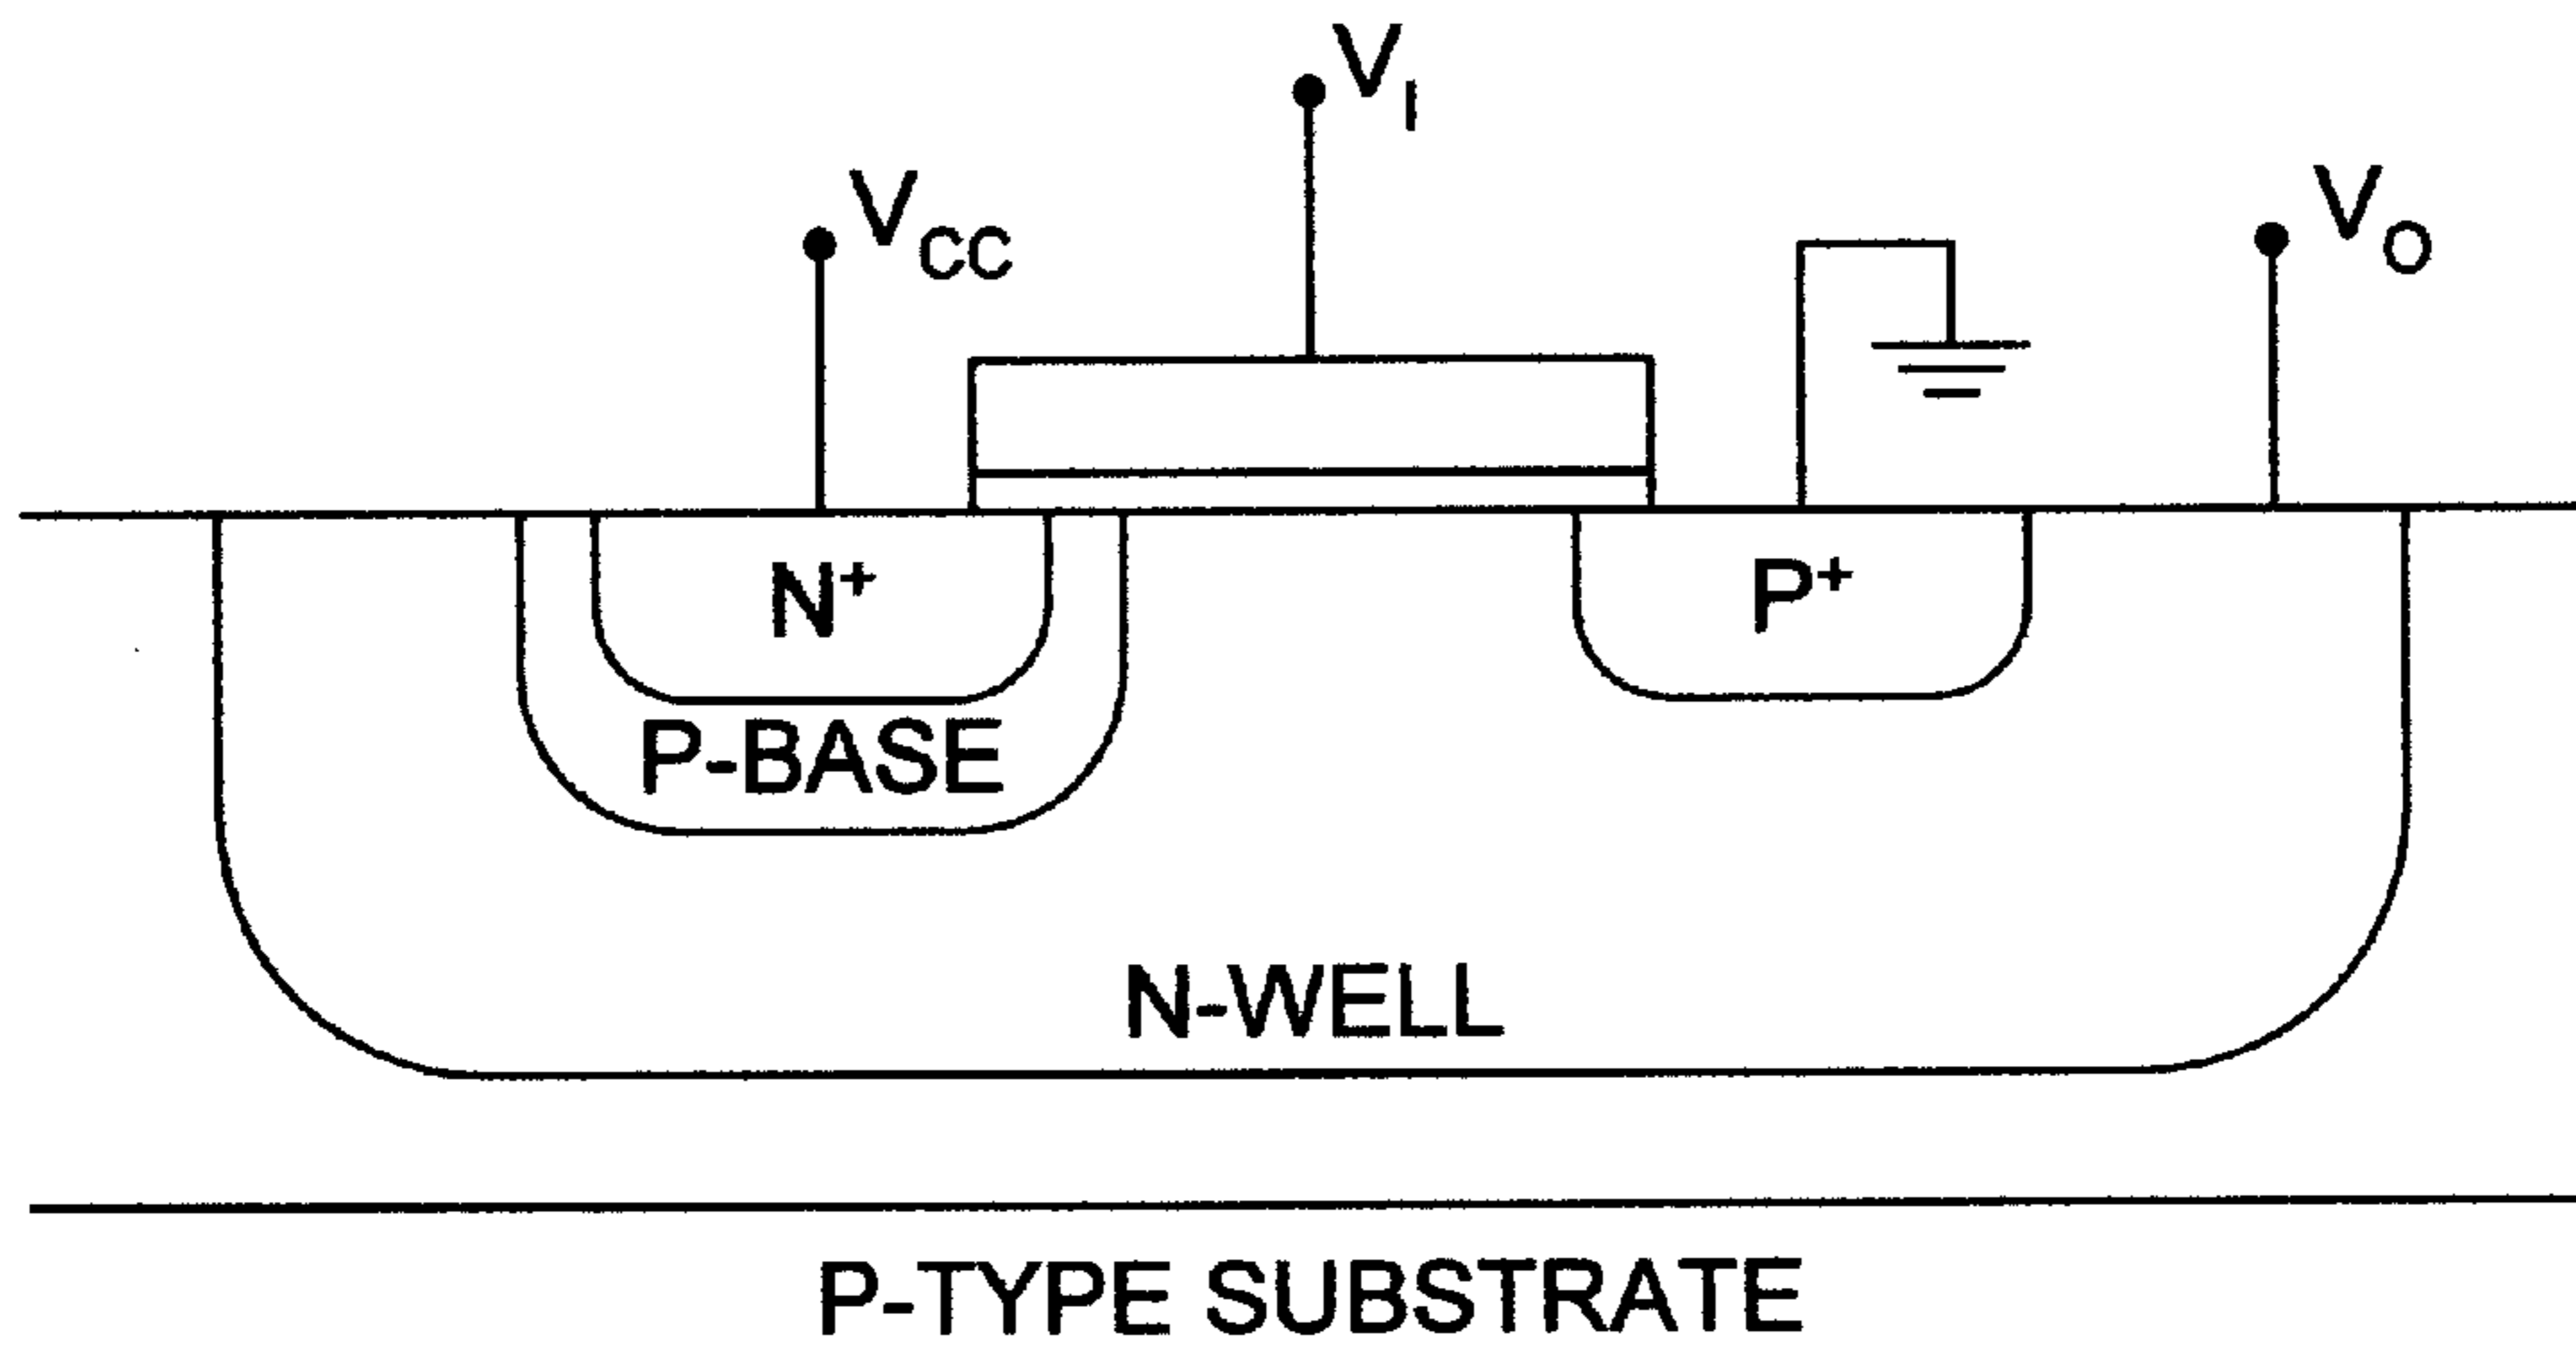 V_I
V_CC
V_O
N⁺
P⁺
P-BASE
N-WELL
P-TYPE SUBSTRATE